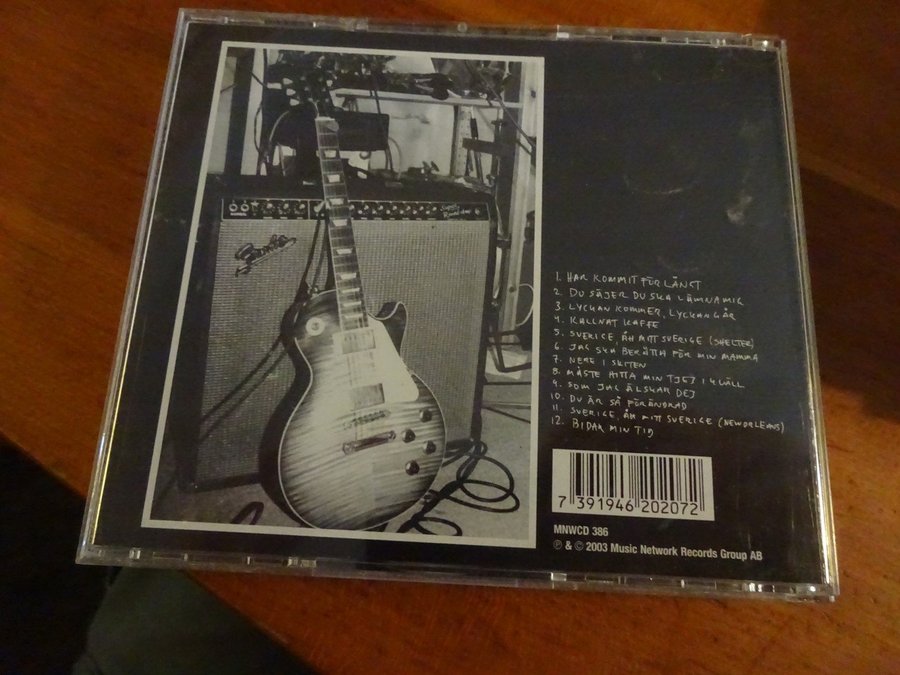 Fender
1. HAR KOMMIT FÖR LÅNGT
2. DU SÄJER DU SKA LÄMNA MIG
3. LYCKAN KOMMER, LYCKAN GÅR
4. KALLNAT KAFFE
5. SVERIGE, ÅH MITT SVERIGE (SHELTER)
6. JAG SKA BERÄTTA FÖR MIN MAMMA
7. NERE I SKITEN
8. MÅSTE HITTA MIN TJEJ IKVÄLL
9. SOM JAG ÄLSKAR DEJ
10. DU ÄR SÅ FÖRÄNDRAD
11. SVERIGE, ÅH MITT SVERIGE (NEW ORLEANS)
12. BIDAR MIN TID
7 391946 202072
MNWCD 386
℗ & © 2003 Music Network Records Group AB